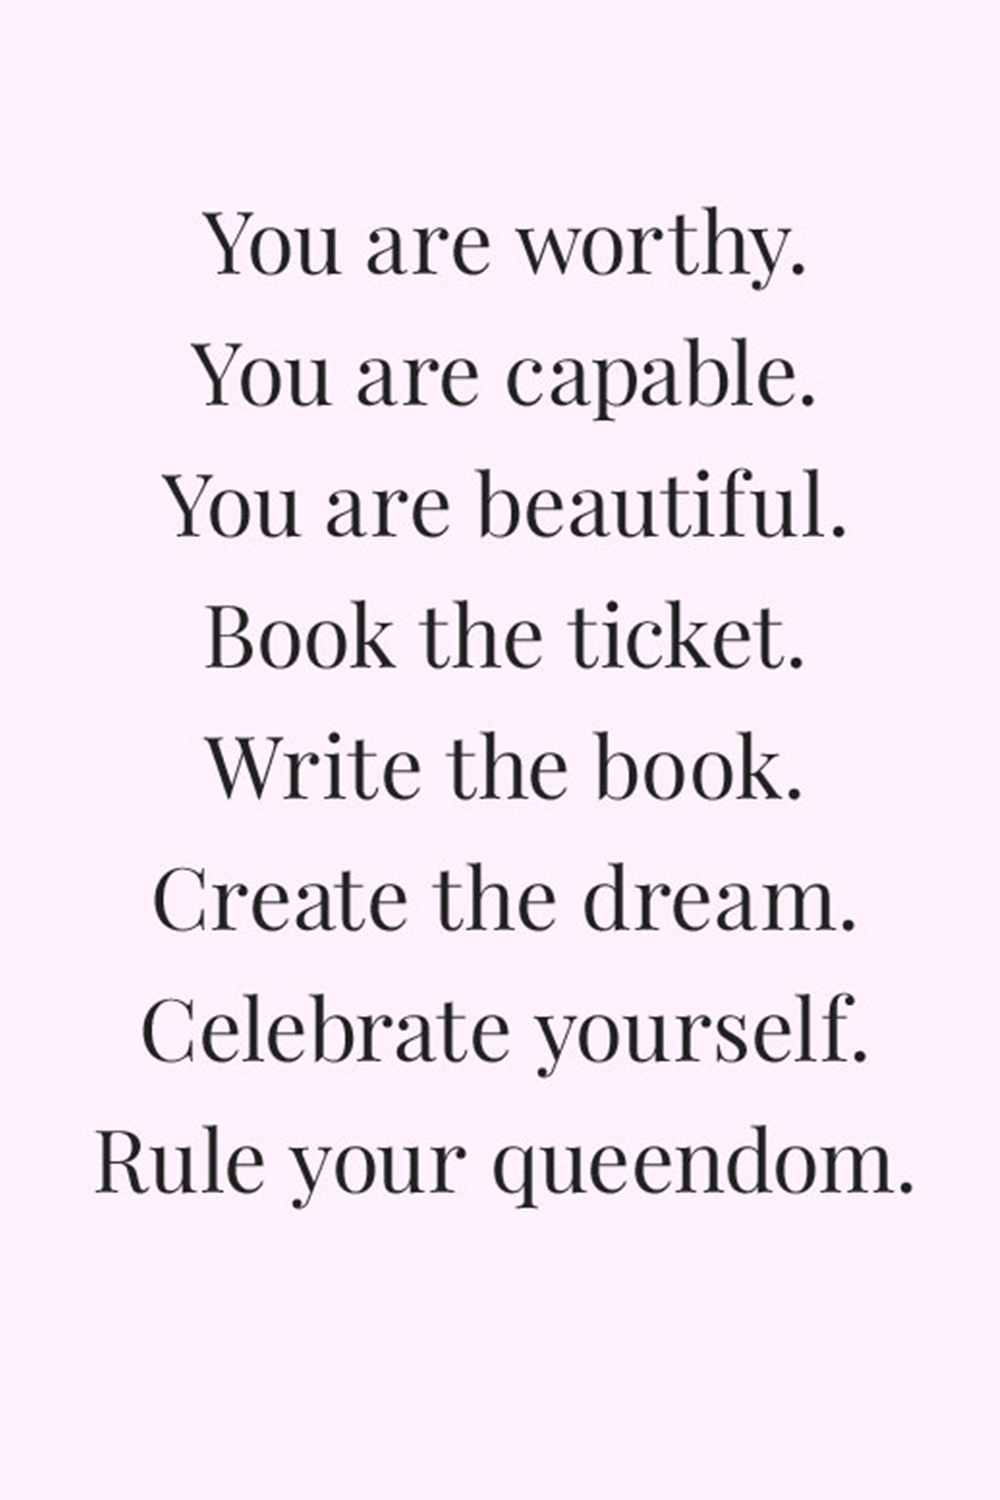 You are worthy.
You are capable.
You are beautiful.
Book the ticket.
Write the book.
Create the dream.
Celebrate yourself.
Rule your queendom.